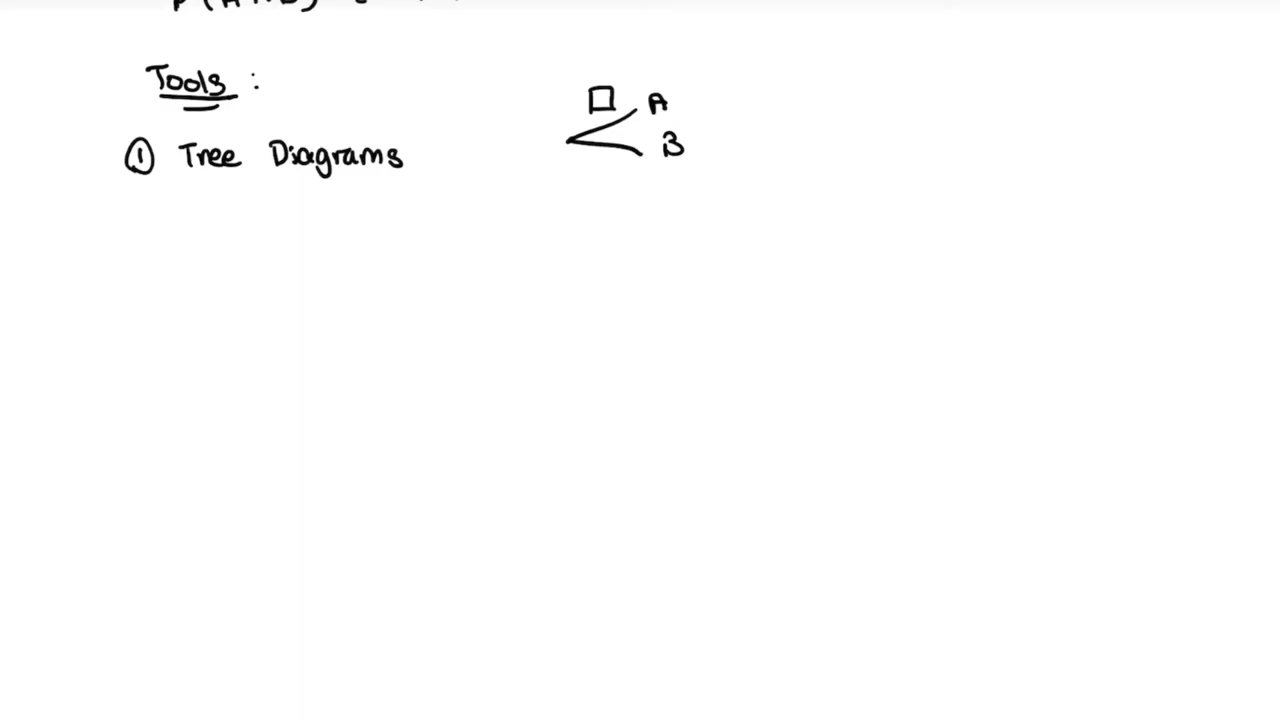 Tools :
① Tree Diagrams
A
B